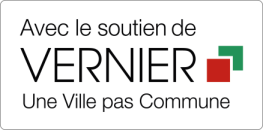 Avec le soutien de
VERNIER
Une Ville pas Commune